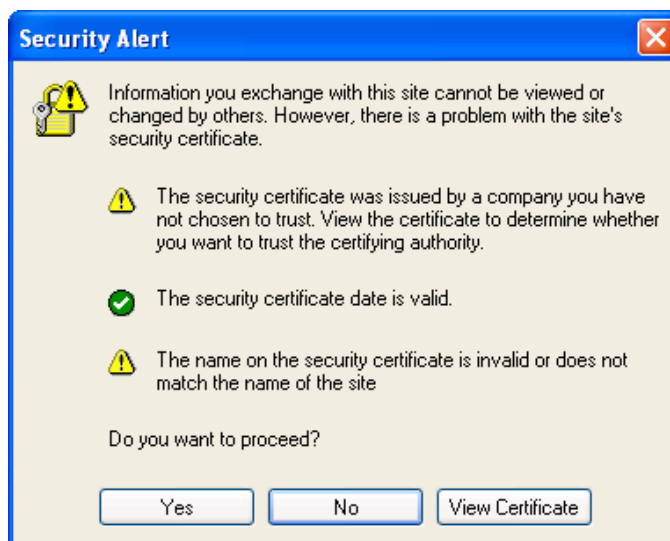 Security Alert
Information you exchange with this site cannot be viewed or
changed by others. However, there is a problem with the site's
security certificate.
The security certificate was issued by a company you have
not chosen to trust. View the certificate to determine whether
you want to trust the certifying authority.
The security certificate date is valid.
The name on the security certificate is invalid or does not
match the name of the site
Do you want to proceed?
Yes No View Certificate